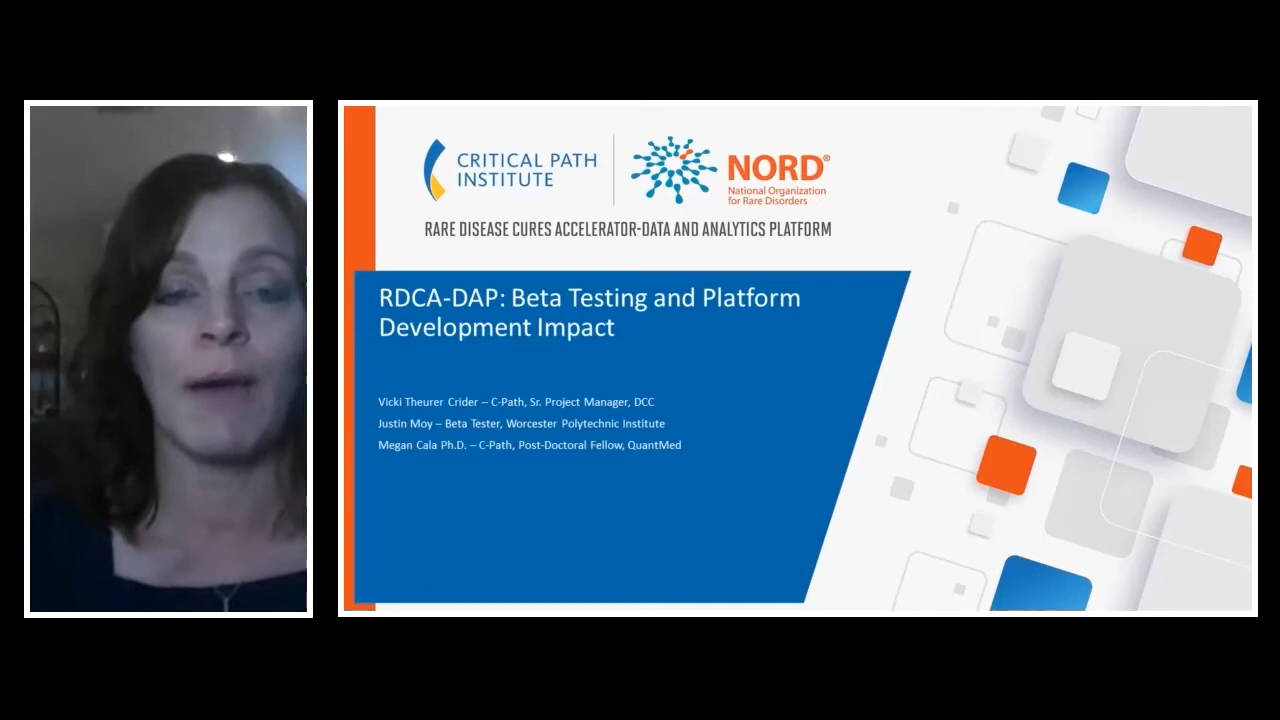 CRITICAL PATH
INSTITUTE
NORD®
National Organization
for Rare Disorders
RARE DISEASE CURES ACCELERATOR-DATA AND ANALYTICS PLATFORM
RDCA-DAP: Beta Testing and Platform
Development Impact
Vicki Theurer Crider – C-Path, Sr. Project Manager, DCC
Justin Moy – Beta Tester, Worcester Polytechnic Institute
Megan Cala Ph.D. – C-Path, Post-Doctoral Fellow, QuantMed